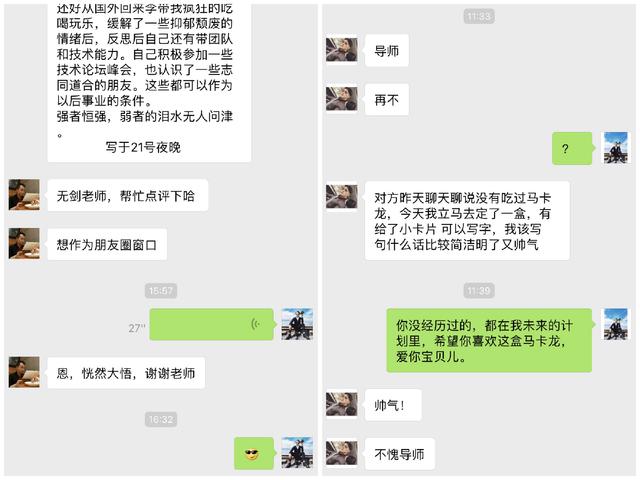 还好从国外回来学带我疯狂的吃
喝玩乐，缓解了一些抑郁颓废的
情绪后，反思后自己还有带团队
和技术能力。自己积极参加一些
技术论坛峰会，也认识了一些志
同道合的朋友。这些都可以作为
以后事业的条件。
强者恒强，弱者的泪水无人问津
。
写于21号夜晚
无剑老师，帮忙点评下哈
想作为朋友圈窗口
15:57
27"
恩，恍然大悟，谢谢老师
16:32
11:33
导师
再不
？
对方昨天聊天聊说没有吃过马卡
龙，今天我立马去定了一盒，有
给了小卡片 可以写字，我该写
句什么话比较简洁明了又帅气
11:39
你没经历过的，都在我未来的计
划里，希望你喜欢这盒马卡龙，
爱你宝贝儿。
帅气！
不愧导师